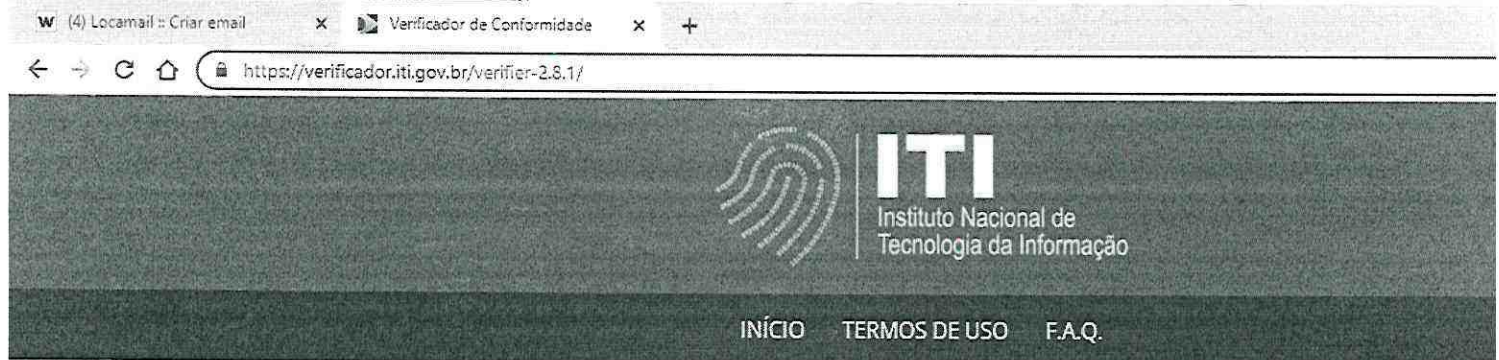 W (4) Locamail :: Criar email × Verificador de Conformidade × +
https://verificador.iti.gov.br/verifier-2.8.1/
ITI
Instituto Nacional de
Tecnologia da Informação
INÍCIO TERMOS DE USO F.A.Q.